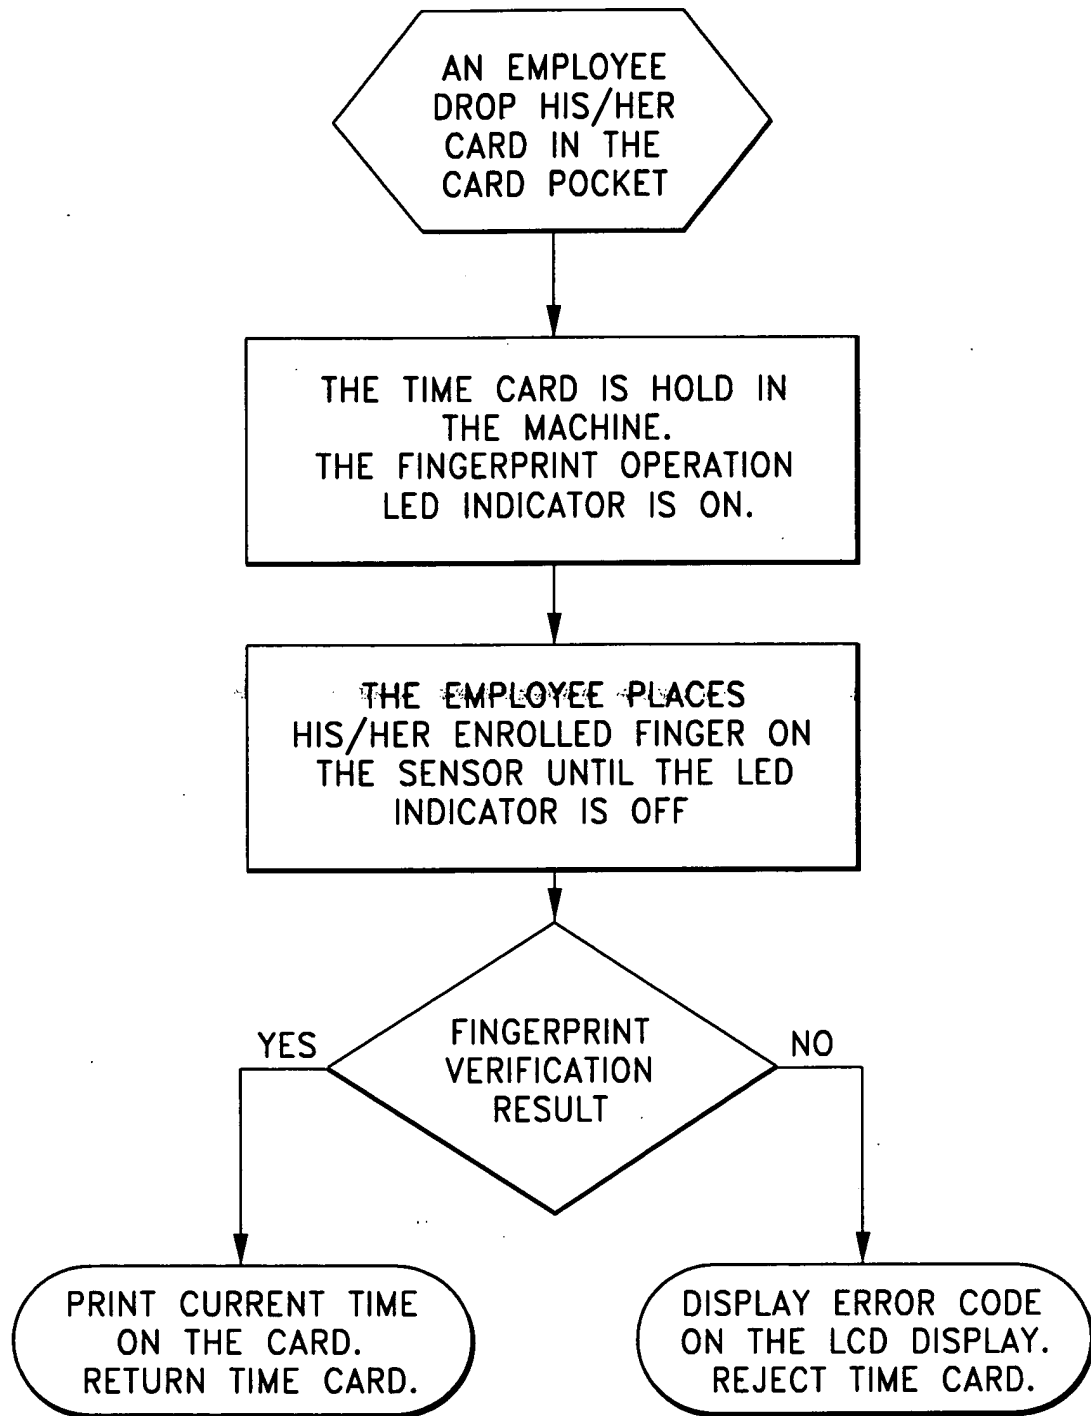 AN EMPLOYEE
DROP HIS/HER
CARD IN THE
CARD POCKET
THE TIME CARD IS HOLD IN
THE MACHINE.
THE FINGERPRINT OPERATION
LED INDICATOR IS ON.
THE EMPLOYEE PLACES
HIS/HER ENROLLED FINGER ON
THE SENSOR UNTIL THE LED
INDICATOR IS OFF
FINGERPRINT
VERIFICATION
RESULT
YES
NO
PRINT CURRENT TIME
ON THE CARD.
RETURN TIME CARD.
DISPLAY ERROR CODE
ON THE LCD DISPLAY.
REJECT TIME CARD.